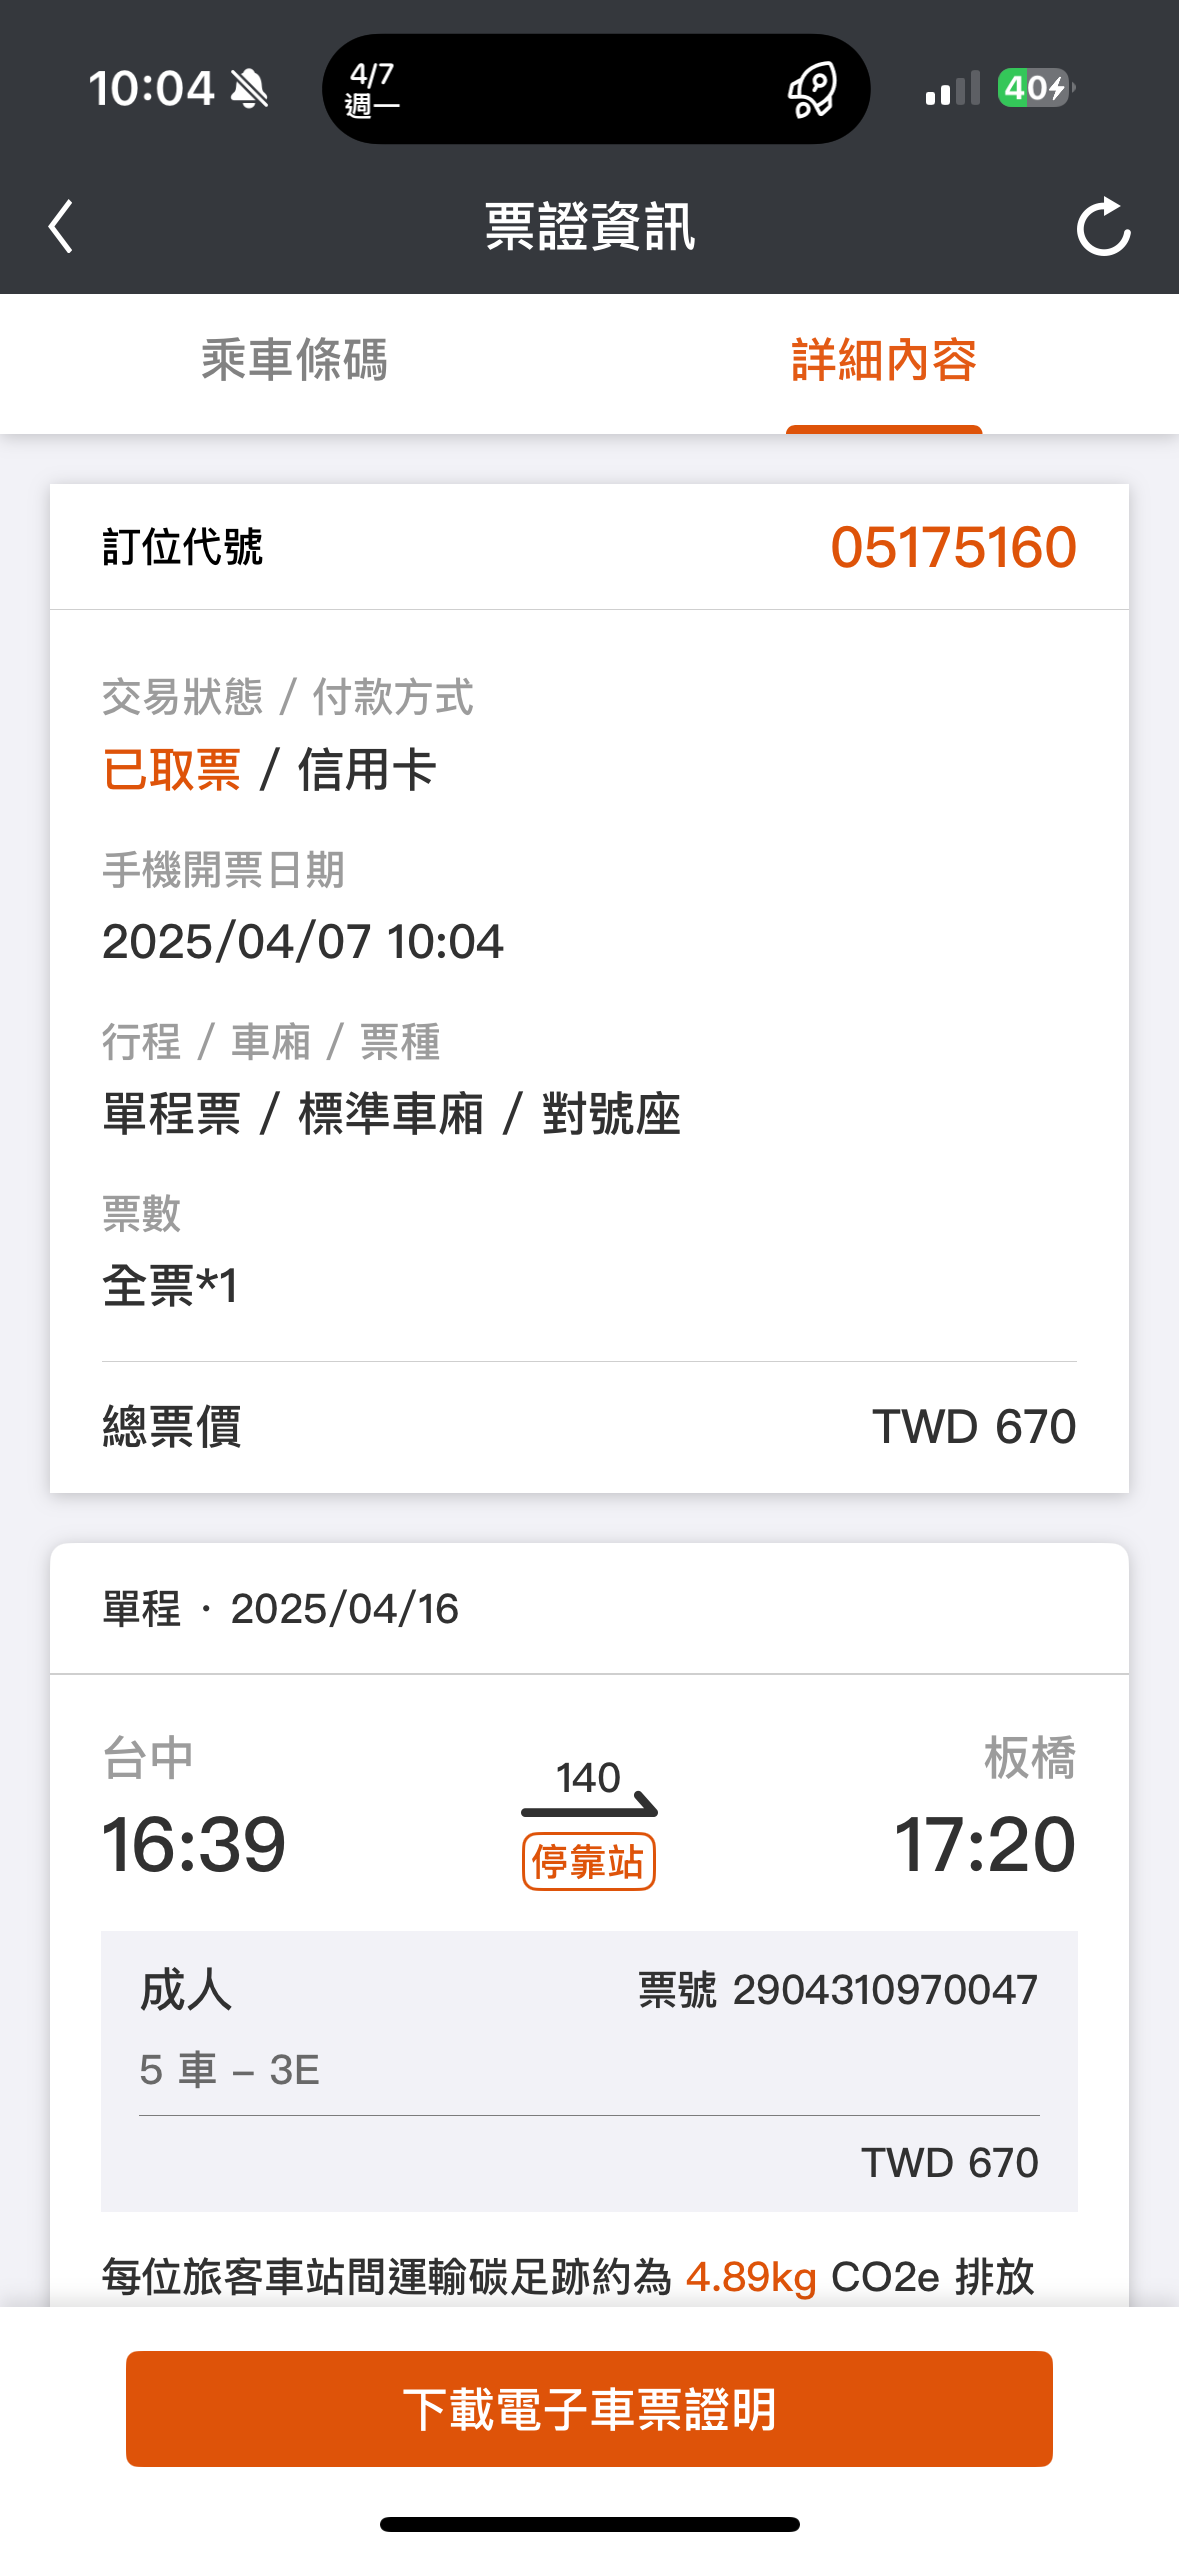 10:04
4/7
週一
40
票證資訊
乘車條碼
詳細內容
訂位代號
05175160
交易狀態 / 付款方式
已取票 / 信用卡
手機開票日期
2025/04/07 10:04
行程 / 車廂 / 票種
單程票 / 標準車廂 / 對號座
票數
全票*1
總票價
TWD 670
單程 · 2025/04/16
台中
140
板橋
16:39
停靠站
17:20
成人
票號 2904310970047
5 車 – 3E
TWD 670
每位旅客車站間運輸碳足跡約為 4.89kg CO2e 排放
下載電子車票證明